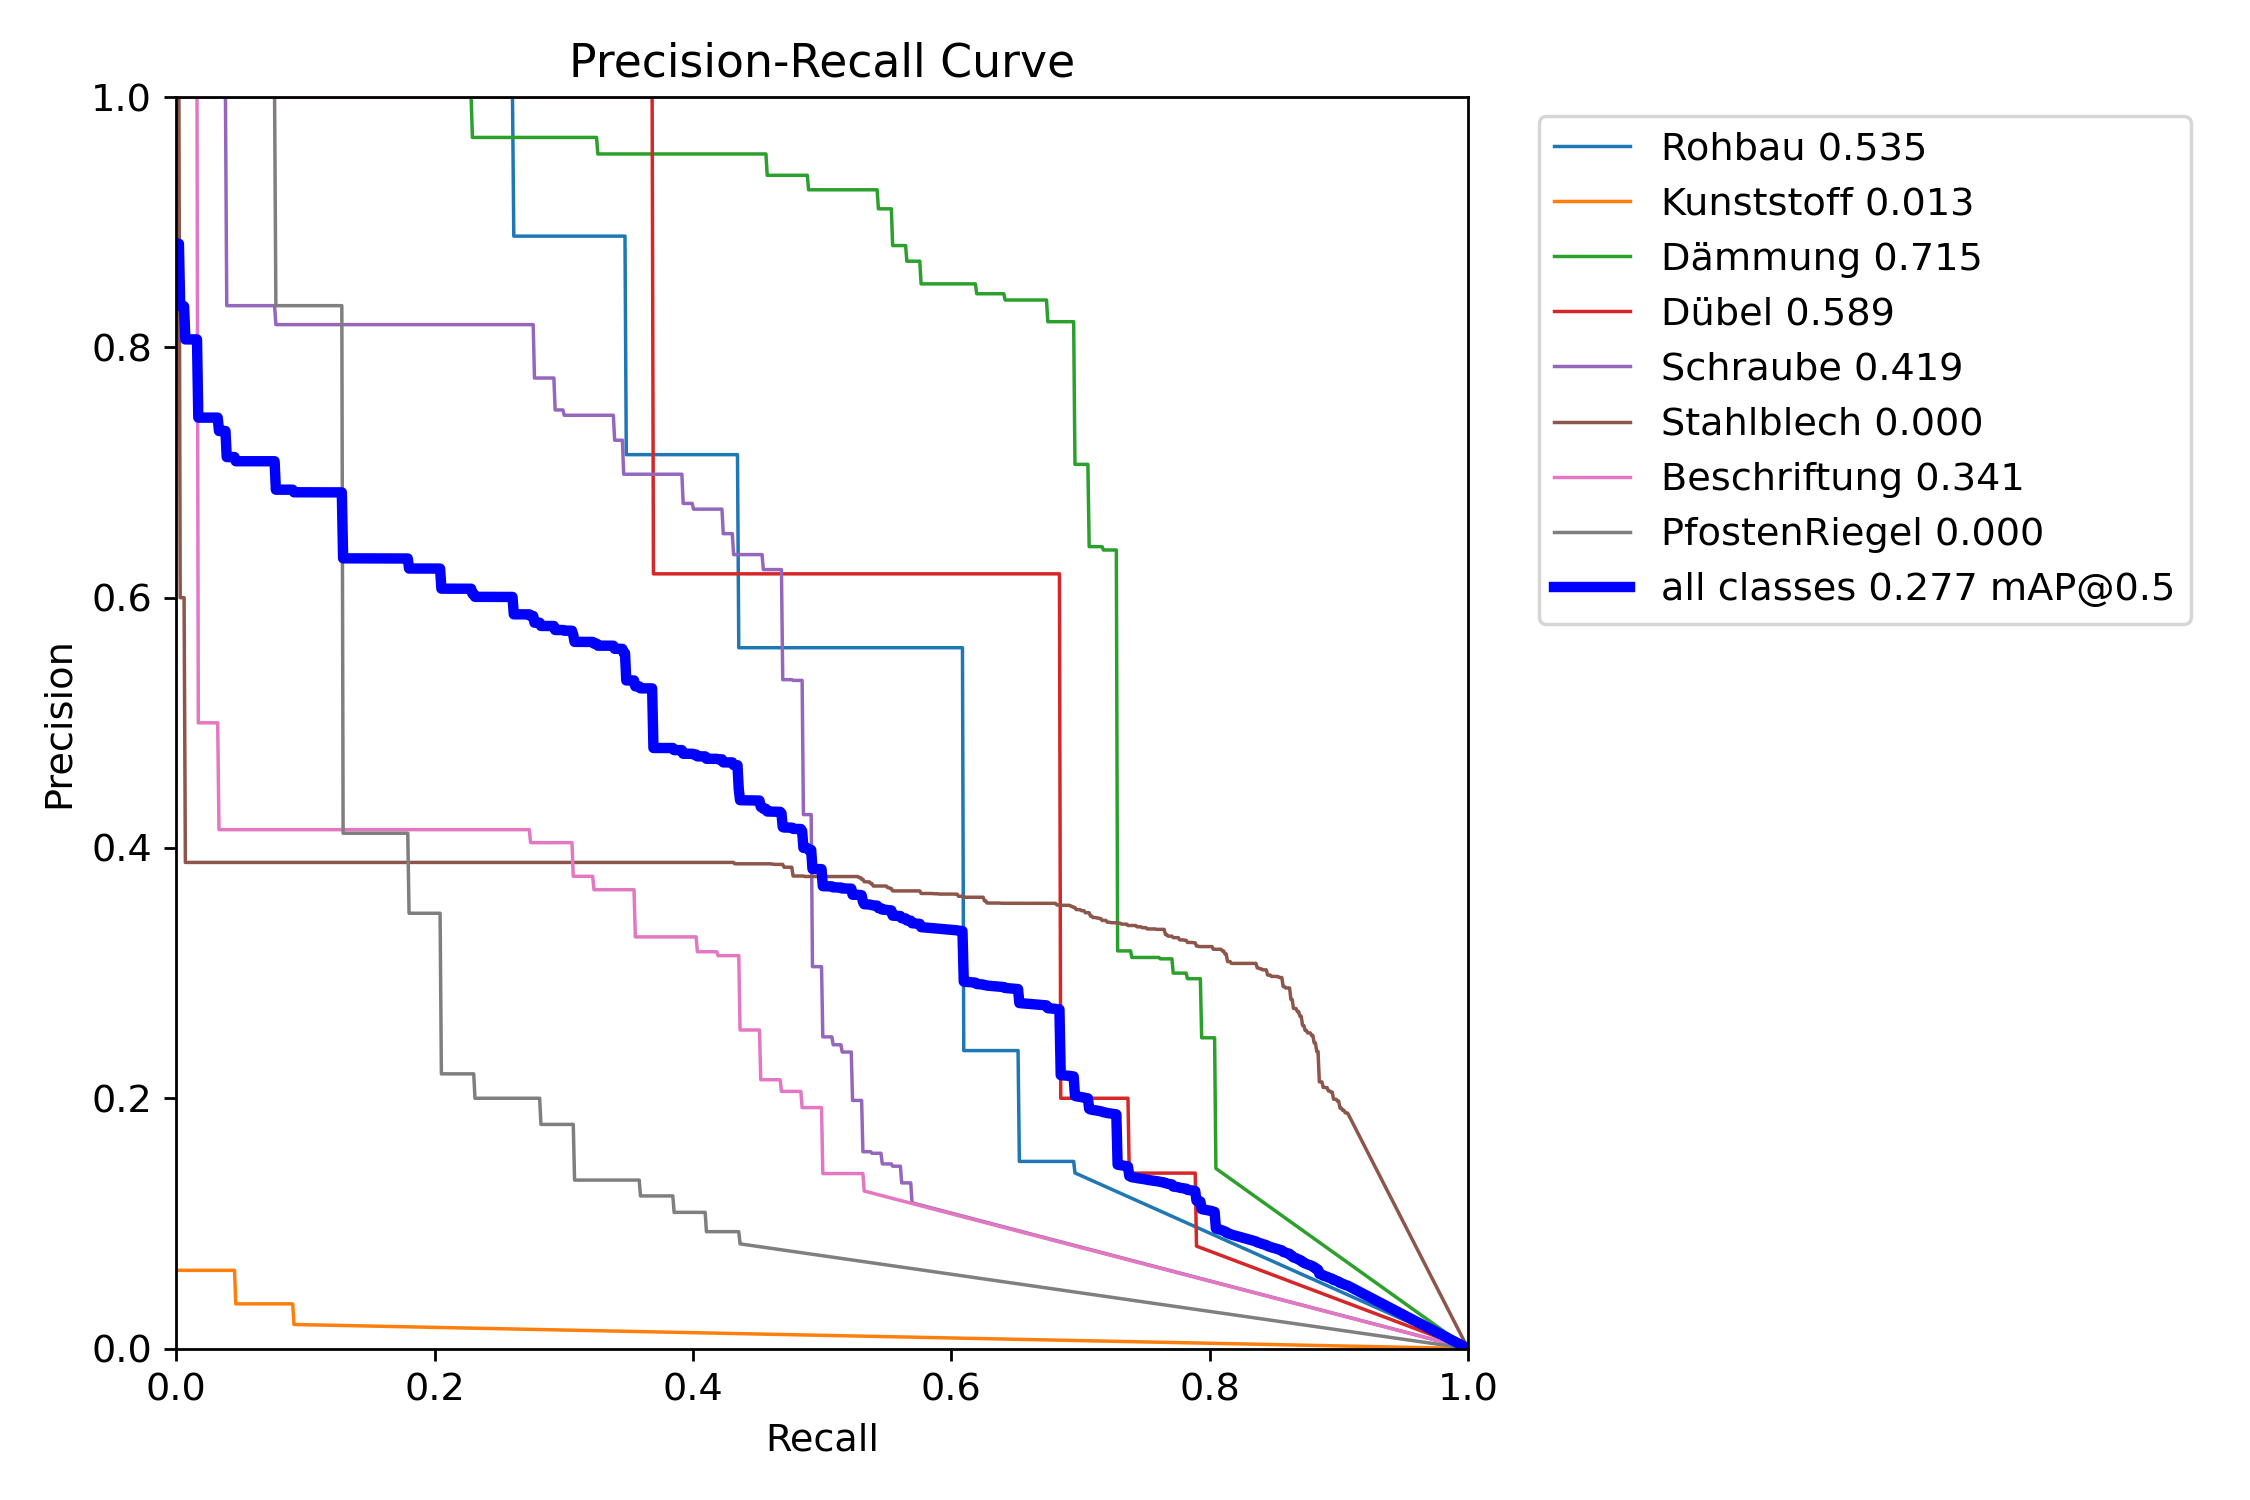 Precision-Recall Curve
1.0
0.8
0.6
0.4
0.2
0.0
Precision
0.0 0.2 0.4 0.6 0.8 1.0
Recall
Rohbau 0.535
Kunststoff 0.013
Dämmung 0.715
Dübel 0.589
Schraube 0.419
Stahlblech 0.000
Beschriftung 0.341
PfostenRiegel 0.000
all classes 0.277 mAP@0.5